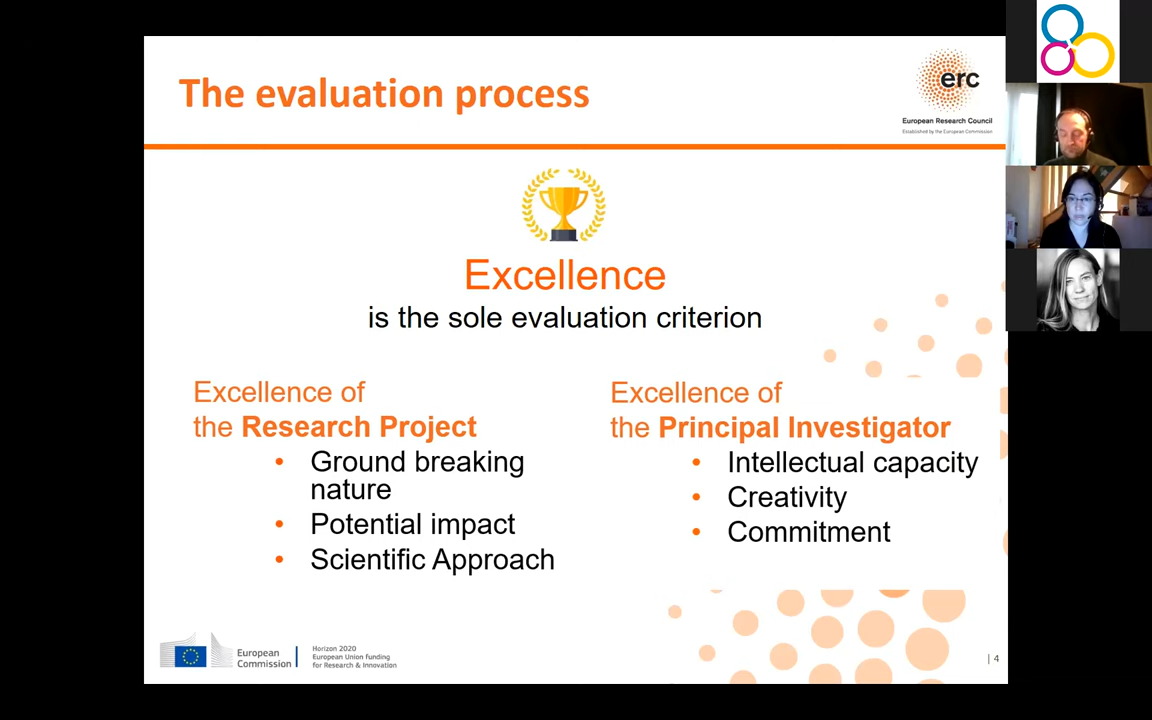 The evaluation process
erc
European Research Council
Established by the European Commission
Excellence
is the sole evaluation criterion
Excellence of
the Research Project
• Ground breaking
nature
• Potential impact
• Scientific Approach
Excellence of
the Principal Investigator
• Intellectual capacity
• Creativity
• Commitment
European
Commission
Horizon 2020
European Union funding
for Research & Innovation
| 4